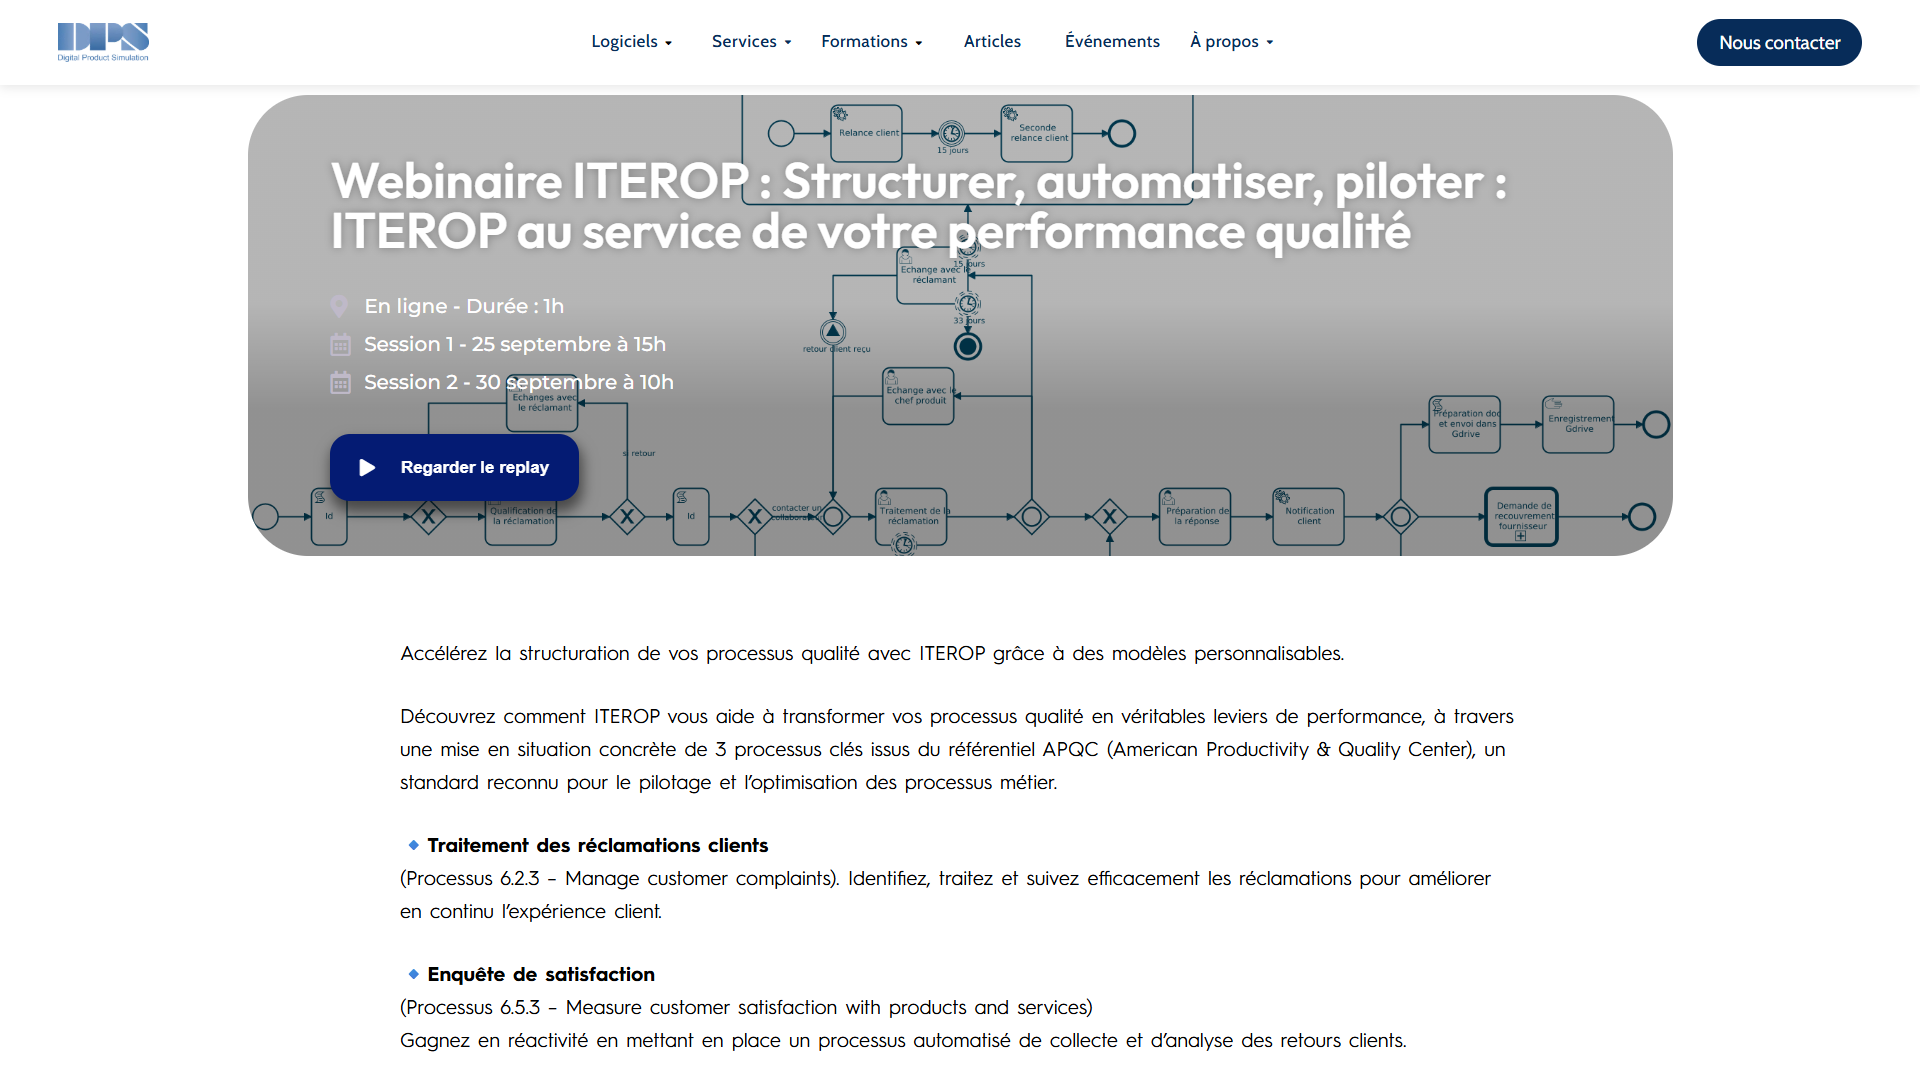 DPS
Digital Product Simulation
Logiciels
Services
Formations
Articles
Événements
À propos
Nous contacter
Relance client
15 jours
Seconde
relance client
Webinaire ITEROP : Structurer, automatiser, piloter :
ITEROP au service de votre performance qualité
15 jours
Echange avec le
réclamant
33 jours
retour client reçu
En ligne - Durée : 1h
Session 1 - 25 septembre à 15h
Session 2 - 30 septembre à 10h
Echanges avec
le réclamant
Echange avec le
chef produit
Préparation doc
et envoi dans
Gdrive
Enregistrement
Gdrive
si retour
Regarder le replay
Id
Qualification de
la réclamation
Id
contacter un
collaborateur
Traitement de la
réclamation
Préparation de
la réponse
Notification
client
Demande de
recouvrement
fournisseur
Accélérez la structuration de vos processus qualité avec ITEROP grâce à des modèles personnalisables.
Découvrez comment ITEROP vous aide à transformer vos processus qualité en véritables leviers de performance, à travers
une mise en situation concrète de 3 processus clés issus du référentiel APQC (American Productivity & Quality Center), un
standard reconnu pour le pilotage et l’optimisation des processus métier.
🔹 Traitement des réclamations clients
(Processus 6.2.3 – Manage customer complaints). Identifiez, traitez et suivez efficacement les réclamations pour améliorer
en continu l’expérience client.
🔹 Enquête de satisfaction
(Processus 6.5.3 – Measure customer satisfaction with products and services)
Gagnez en réactivité en mettant en place un processus automatisé de collecte et d’analyse des retours clients.